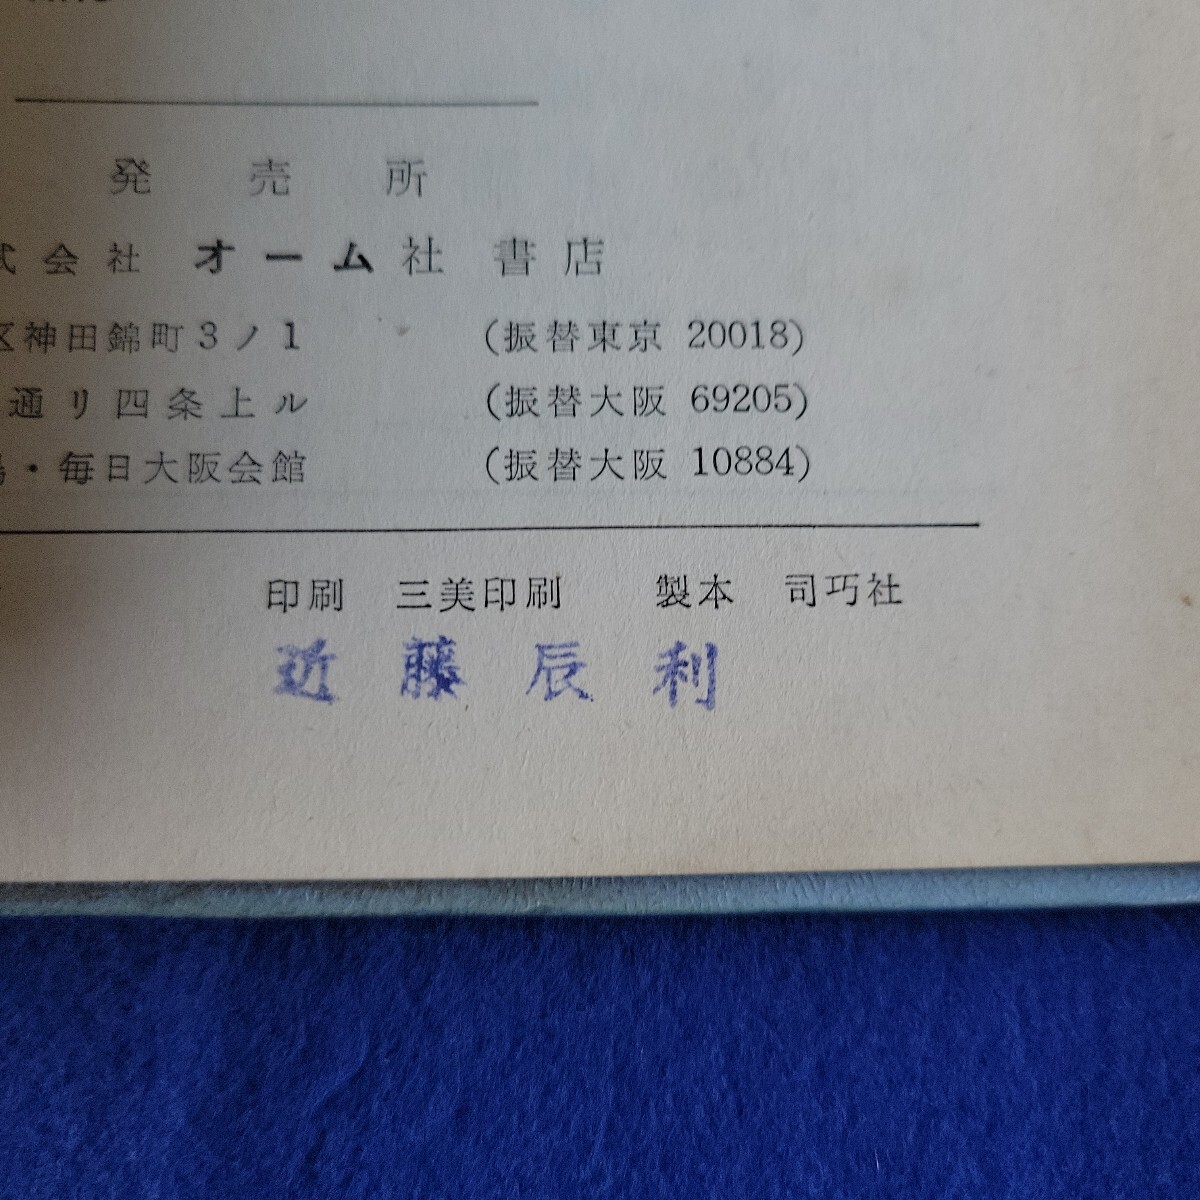 発売所
式会社 オーム社 書店
区神田錦町3ノ1 (振替東京 20018)
通リ四条上ル (振替大阪 69205)
島・毎日大阪会館 (振替大阪 10884)
印刷 三美印刷 製本 司巧社
近藤辰利